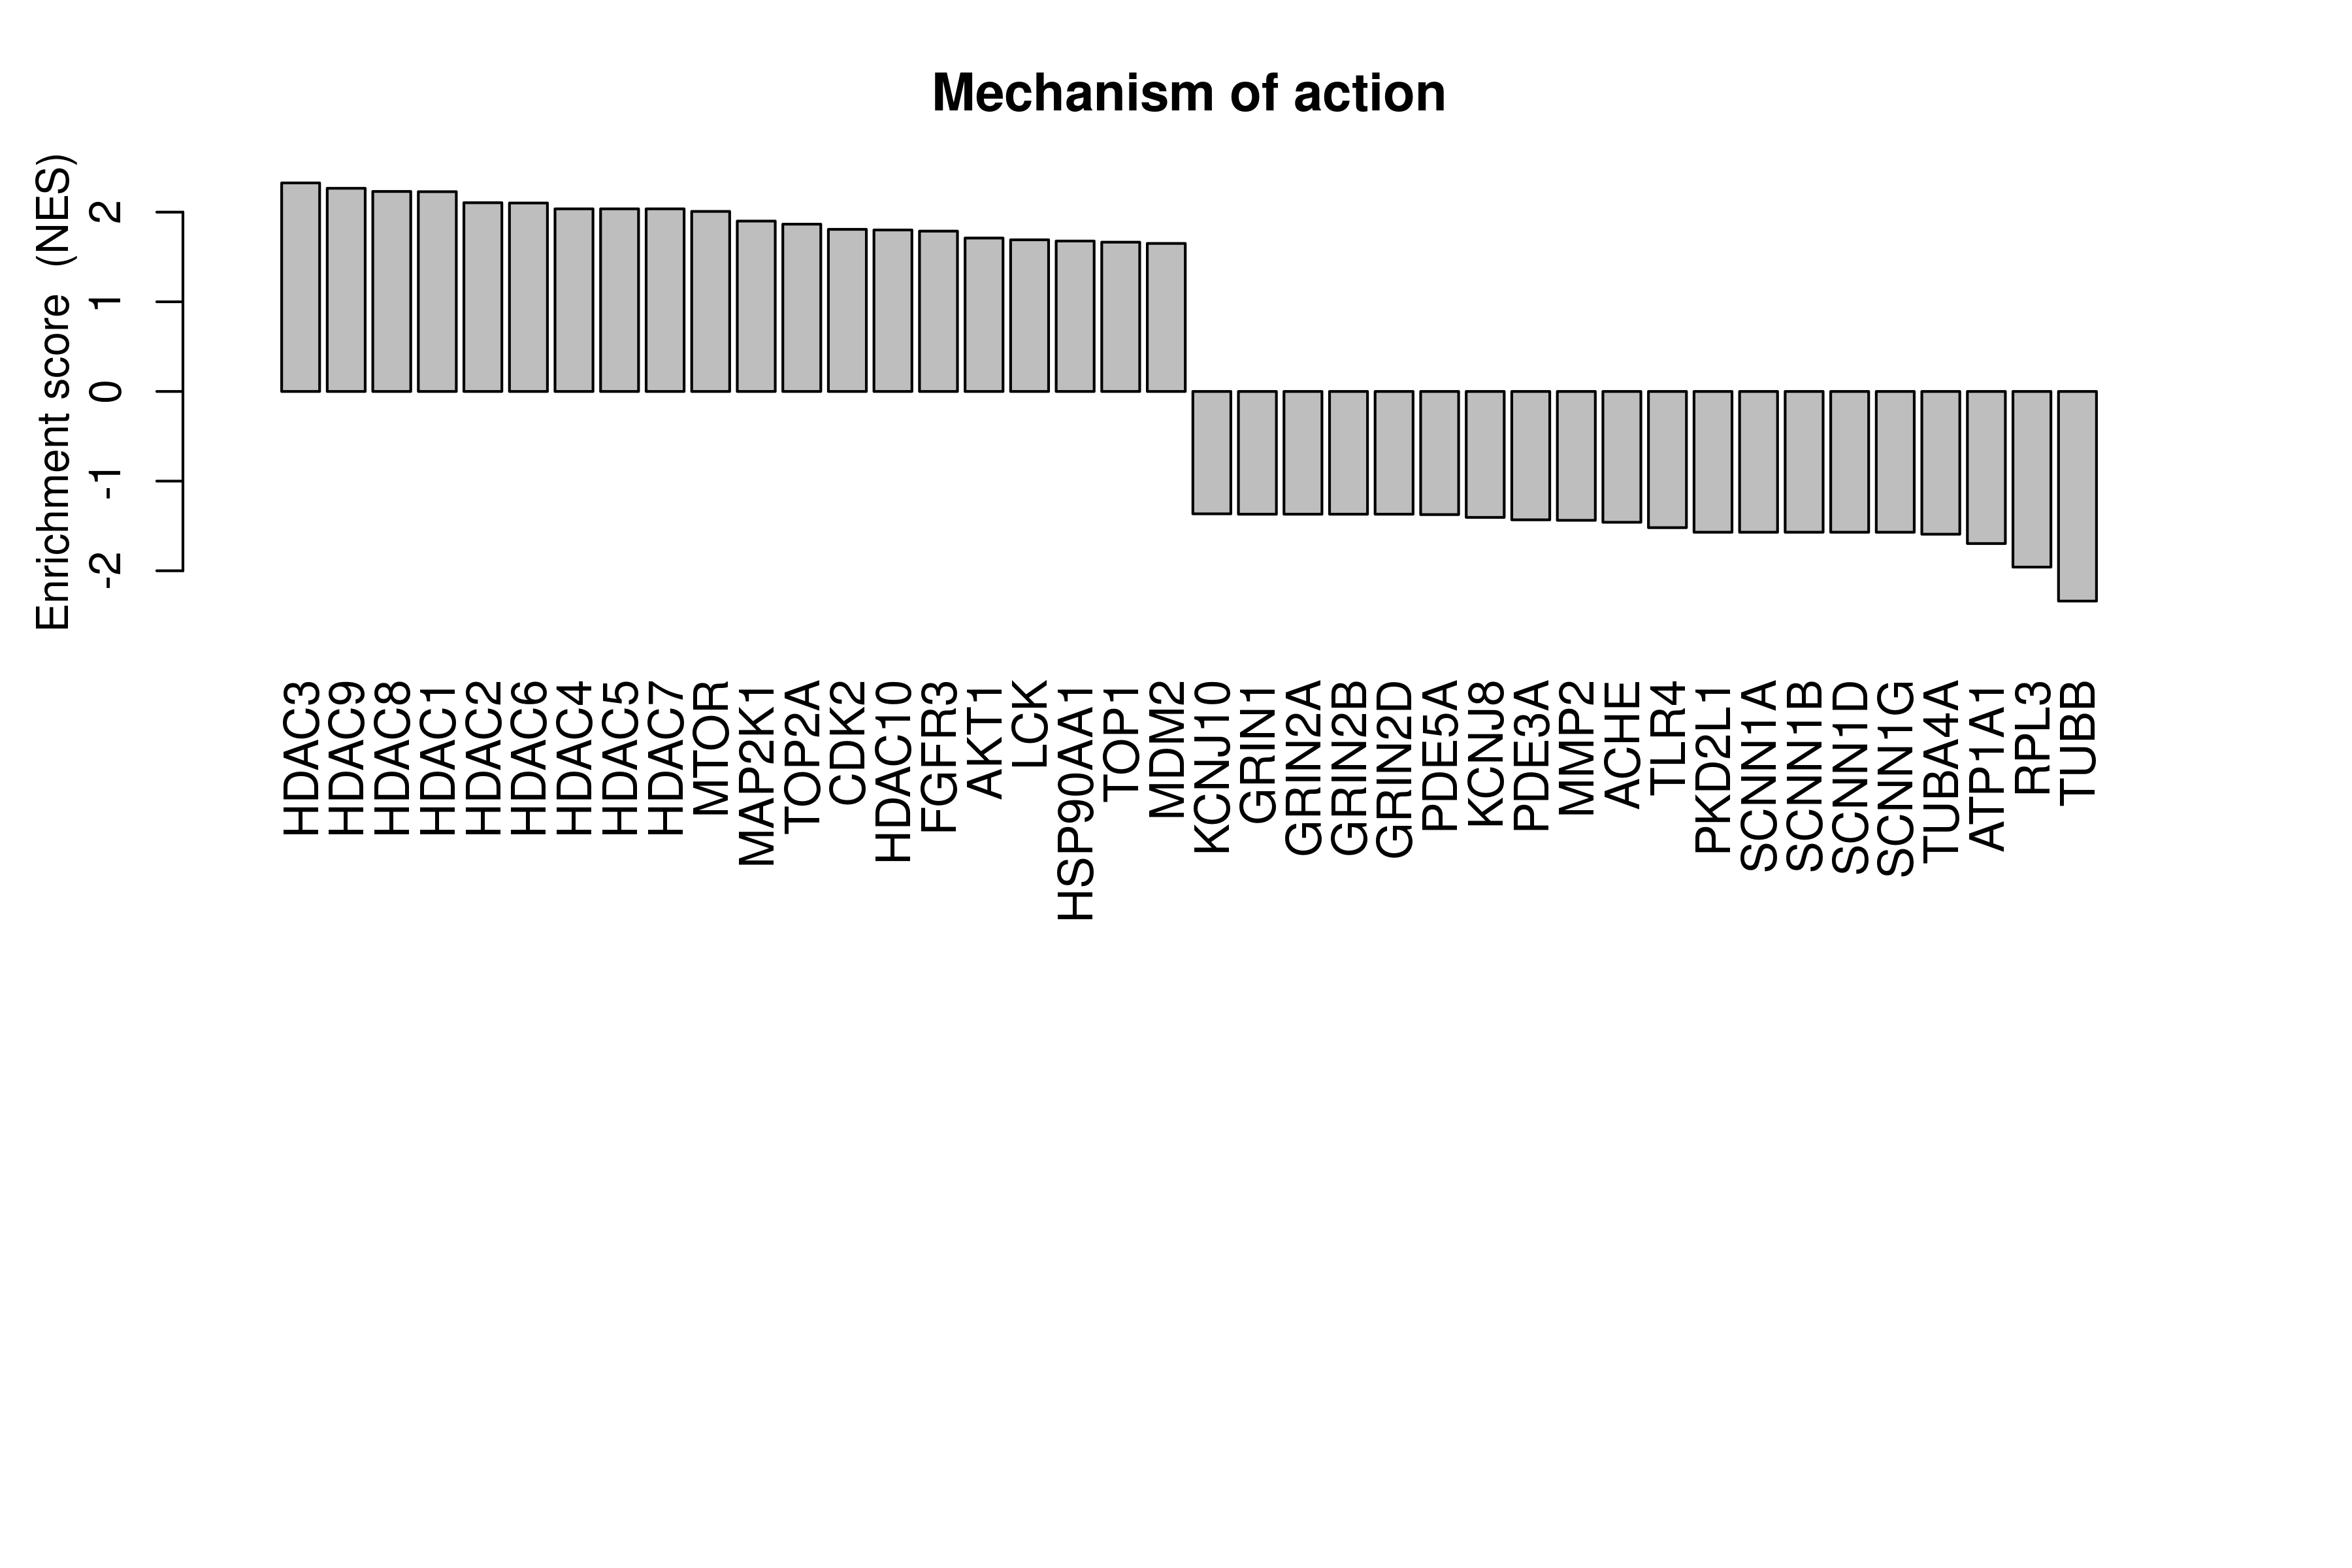 Mechanism of action
Enrichment score  (NES)
2
1
0
-1
-2
HDAC3
HDAC9
HDAC8
HDAC1
HDAC2
HDAC6
HDAC4
HDAC5
HDAC7
MTOR
MAP2K1
TOP2A
CDK2
HDAC10
FGFR3
AKT1
LCK
HSP90AA1
TOP1
MDM2
KCNJ10
GRIN1
GRIN2A
GRIN2B
GRIN2D
PDE5A
KCNJ8
PDE3A
MMP2
ACHE
TLR4
PKD2L1
SCNN1A
SCNN1B
SCNN1D
SCNN1G
TUBA4A
ATP1A1
RPL3
TUBB